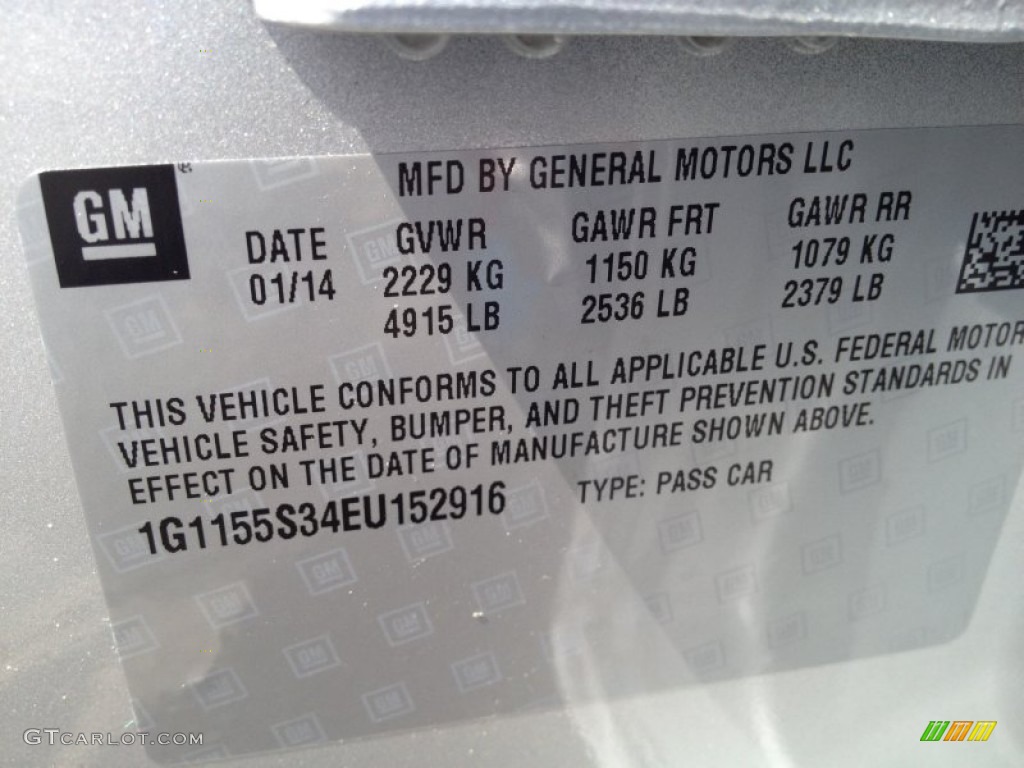 GM ® MFD BY GENERAL MOTORS LLC
DATE GVWR GAWR FRT GAWR RR
01/14 2229 KG 1150 KG 1079 KG
4915 LB 2536 LB 2379 LB
THIS VEHICLE CONFORMS TO ALL APPLICABLE U.S. FEDERAL MOTOR
VEHICLE SAFETY, BUMPER, AND THEFT PREVENTION STANDARDS IN
EFFECT ON THE DATE OF MANUFACTURE SHOWN ABOVE.
1G1155S34EU152916 TYPE: PASS CAR
GTCARLOT.COM